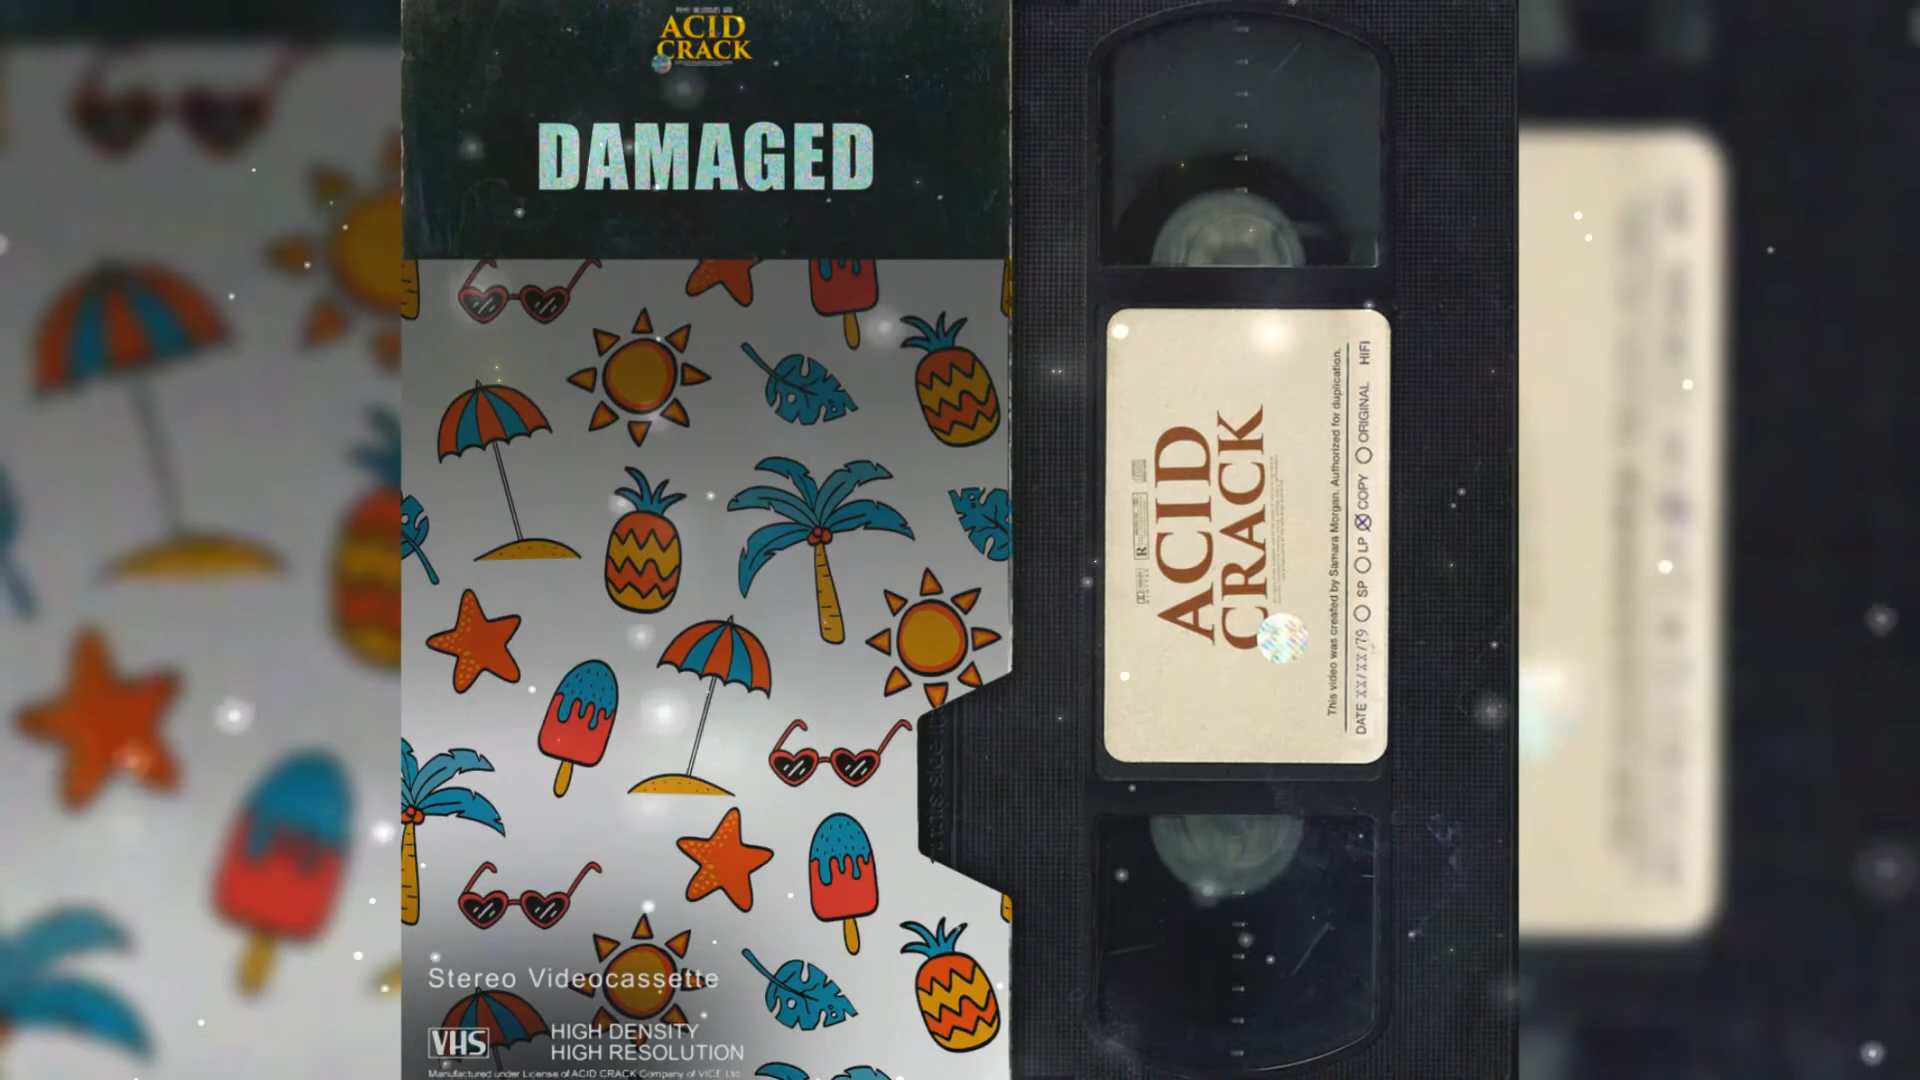 ACID
CRACK
DAMAGED
Stereo Videocassette
VHS
HIGH DENSITY
HIGH RESOLUTION
Manufactured under License of ACID CRACK Company of VICE Ltd
R
ACID
CRACK
This video was created by Samara Morgan. Authorized for duplication.
DATE XX/XX/79 SP LP COPY ORIGINAL HIFI